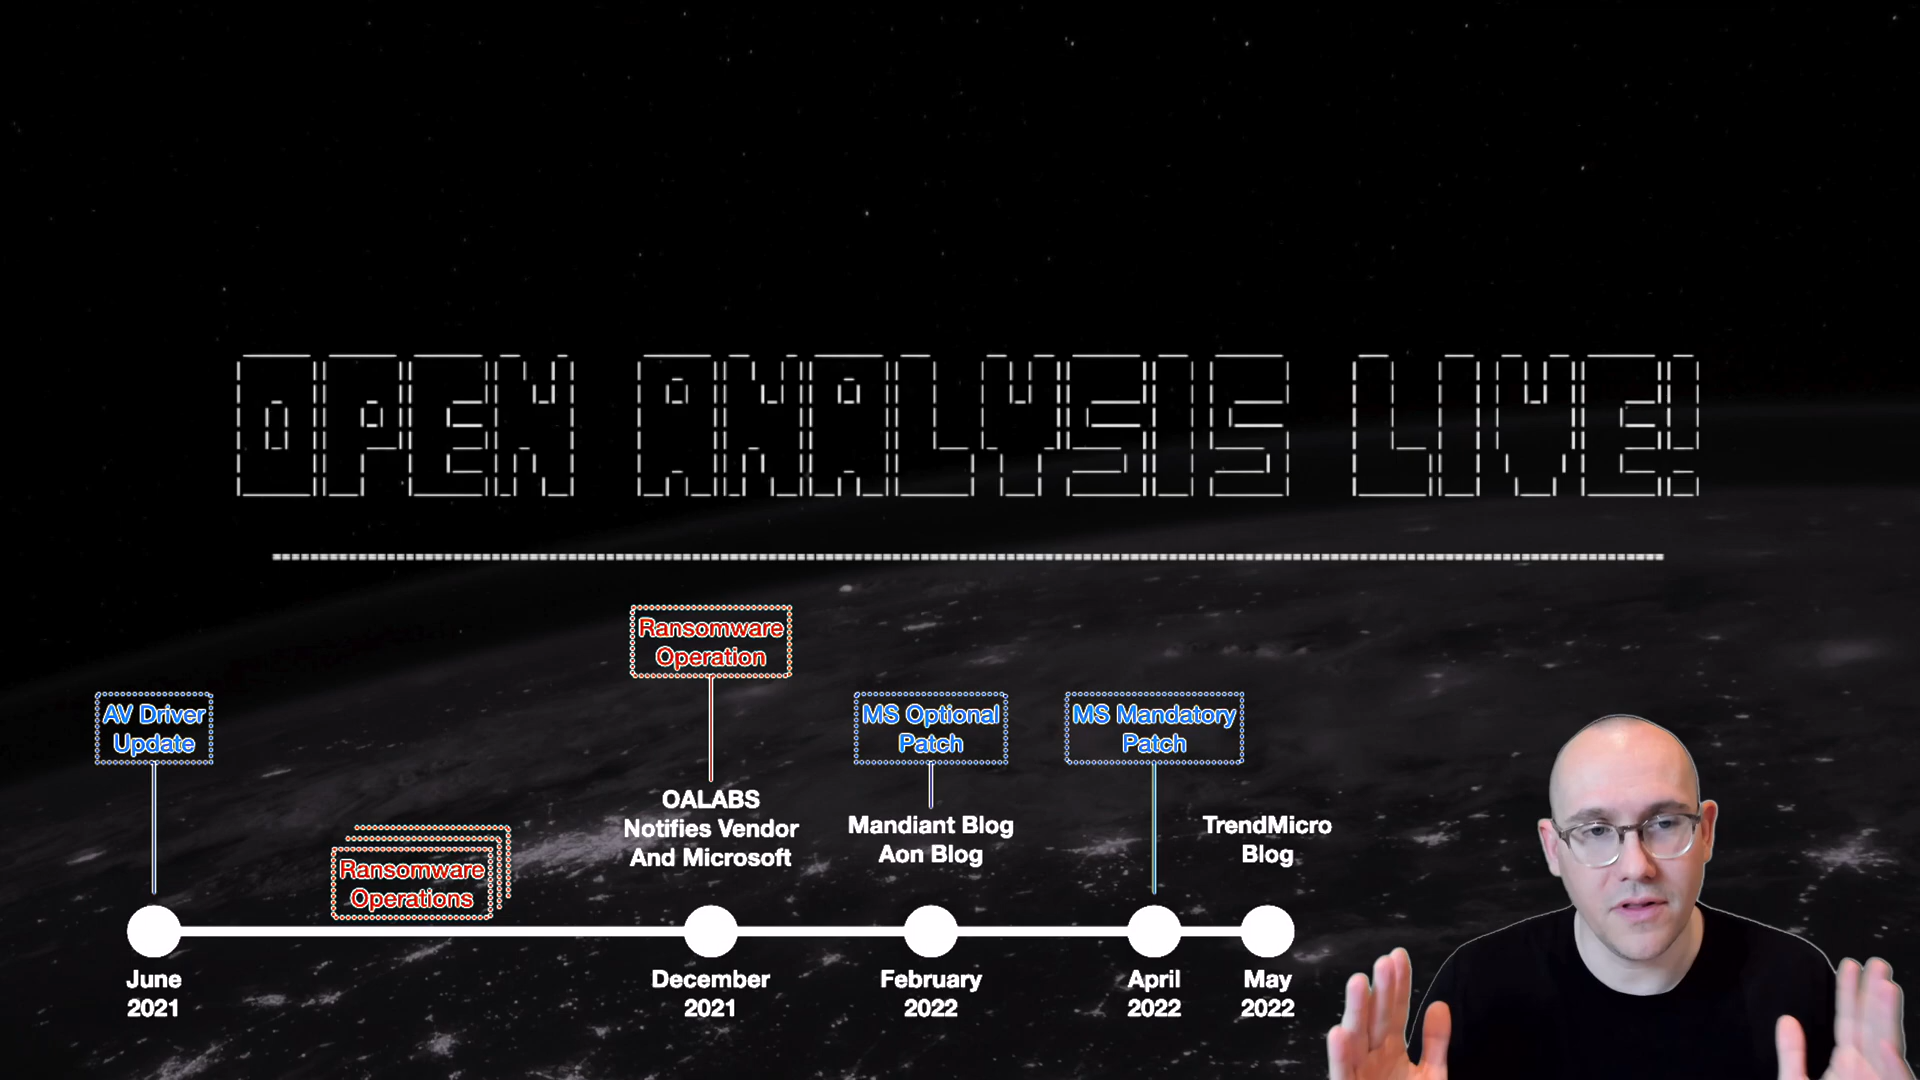 OPEN ANALYSIS LIVE!
Ransomware
Operation
AV Driver
Update
MS Optional
Patch
MS Mandatory
Patch
OALABS
Notifies Vendor
And Microsoft
Mandiant Blog
Aon Blog
TrendMicro
Blog
Ransomware
Operations
June
2021
December
2021
February
2022
April
2022
May
2022